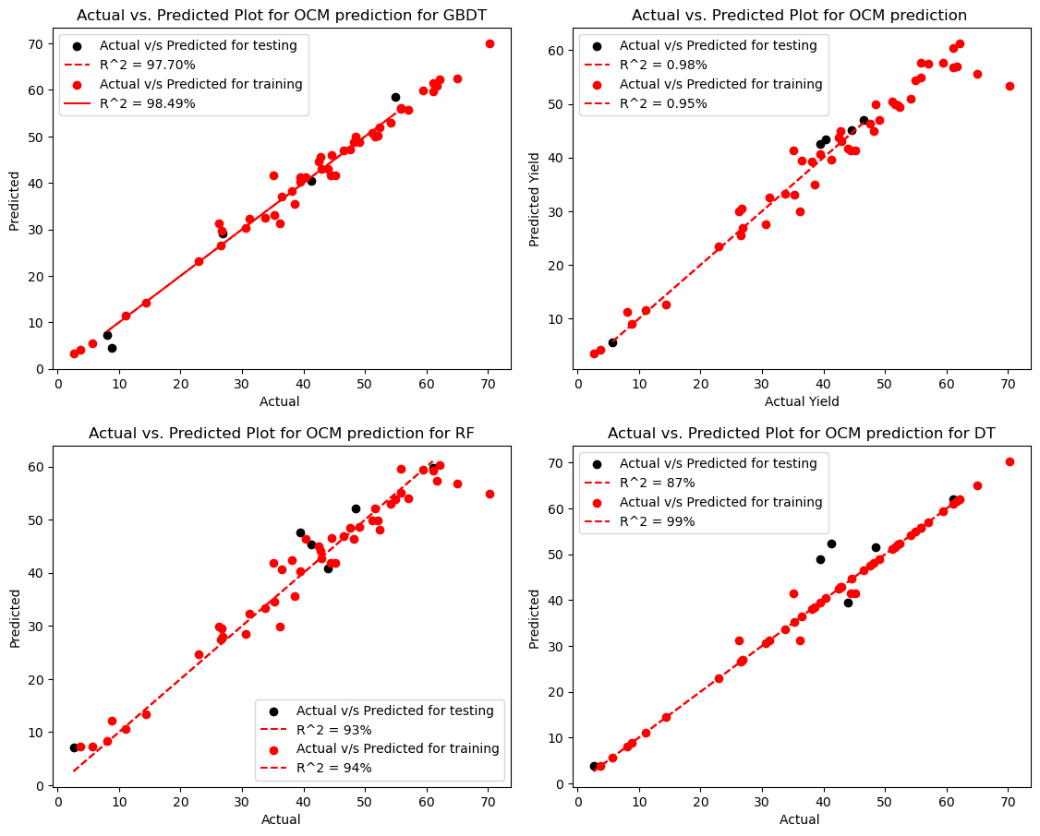 Actual vs. Predicted Plot for OCM prediction for GBDT
70
60
50
40
30
20
10
0
Predicted
Actual v/s Predicted for testing
R^2 = 97.70%
Actual v/s Predicted for training
R^2 = 98.49%
0 10 20 30 40 50 60 70
Actual
Actual vs. Predicted Plot for OCM prediction
60
50
40
30
20
10
Predicted Yield
Actual v/s Predicted for testing
R^2 = 0.98%
Actual v/s Predicted for training
R^2 = 0.95%
0 10 20 30 40 50 60 70
Actual Yield
Actual vs. Predicted Plot for OCM prediction for RF
60
50
40
30
20
10
0
Predicted
Actual v/s Predicted for testing
R^2 = 93%
Actual v/s Predicted for training
R^2 = 94%
0 10 20 30 40 50 60 70
Actual
Actual vs. Predicted Plot for OCM prediction for DT
70
60
50
40
30
20
10
0
Predicted
Actual v/s Predicted for testing
R^2 = 87%
Actual v/s Predicted for training
R^2 = 99%
0 10 20 30 40 50 60 70
Actual